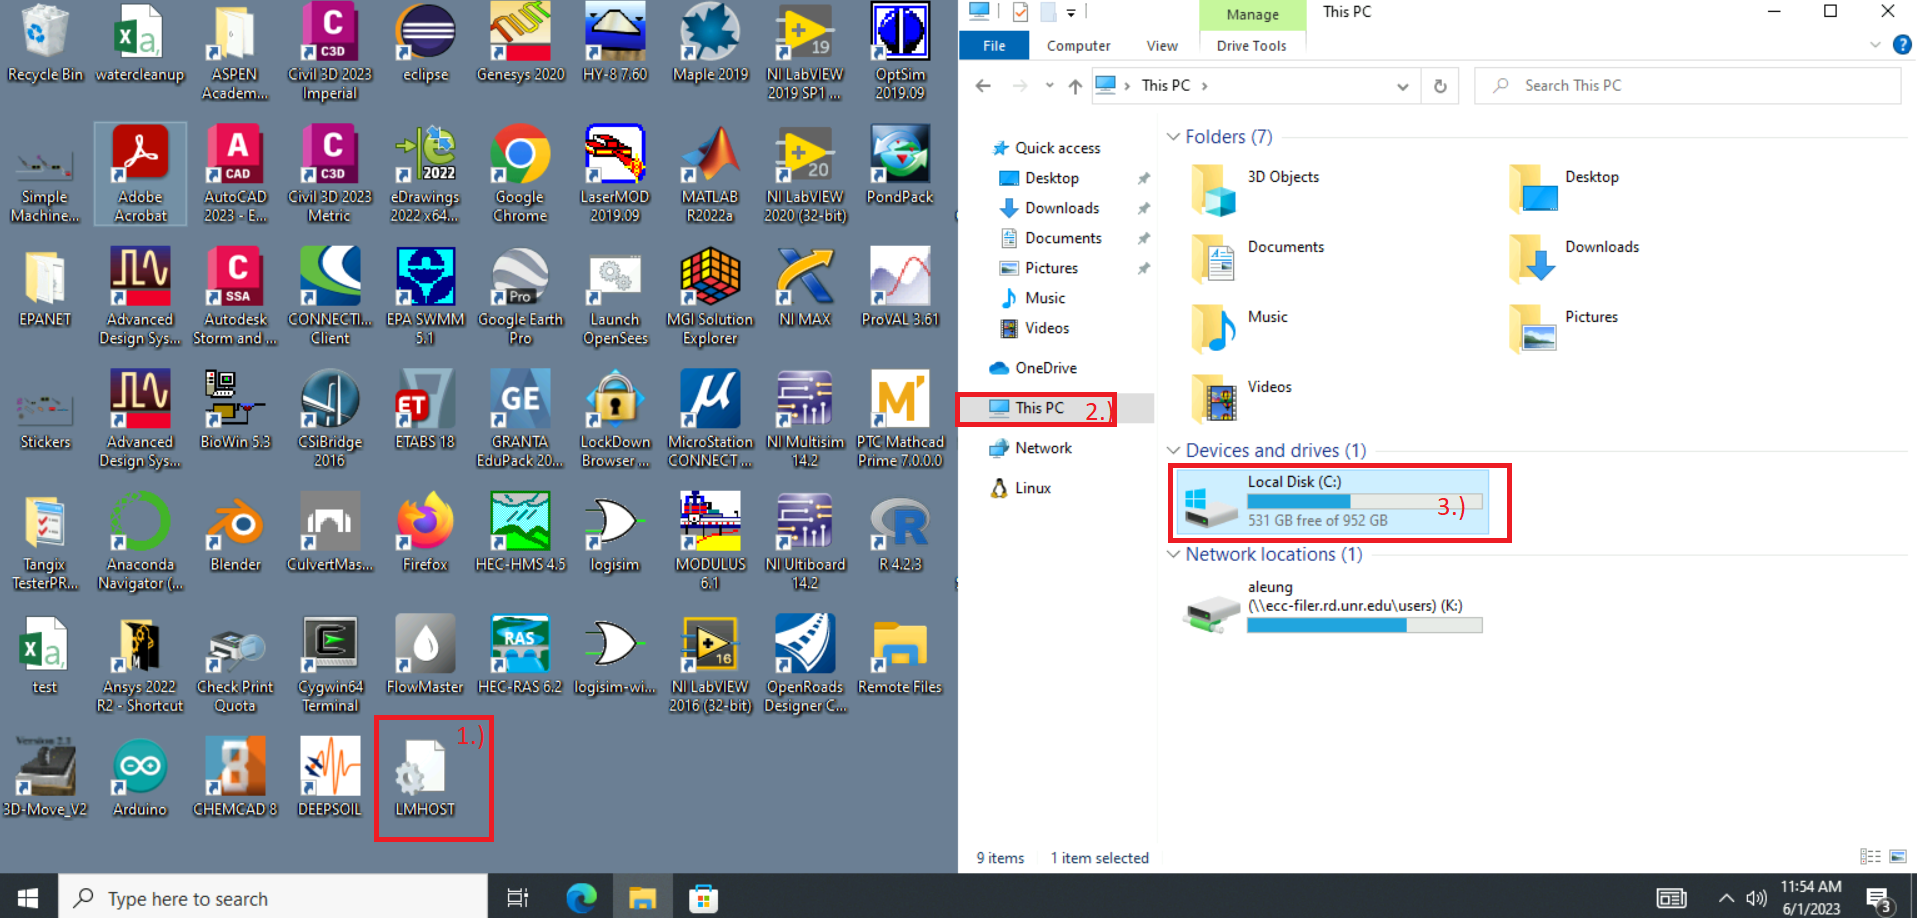 Recycle Bin
watercleanup
ASPEN
Academ...
Civil 3D 2023
Imperial
eclipse
Genesys 2020
HY-8 7.60
Maple 2019
NI LabVIEW
2019 SP1 ...
OptSim
2019.09
Simple
Machine...
Adobe
Acrobat
AutoCAD
2023 - E...
Civil 3D 2023
Metric
eDrawings
2022 x64...
Google
Chrome
LaserMOD
2019.09
MATLAB
R2022a
NI LabVIEW
2020 (32-bit)
PondPack
EPANET
Advanced
Design Sys...
Autodesk
Storm and ...
CONNECTI...
Client
EPA SWMM
5.1
Google Earth
Pro
Launch
OpenSees
MGI Solution
Explorer
NI MAX
ProVAL 3.61
Stickers
Advanced
Design Sys...
BioWin 5.3
CSiBridge
2016
ETABS 18
GRANTA
EduPack 20...
LockDown
Browser ...
MicroStation
CONNECT ...
NI Multisim
14.2
PTC Mathcad
Prime 7.0.0.0
Tangix
TesterPR...
Anaconda
Navigator (...
Blender
CulvertMas...
Firefox
HEC-HMS 4.5
logisim
MODULUS
6.1
NI Ultiboard
14.2
R 4.2.3
test
Ansys 2022
R2 - Shortcut
Check Print
Quota
Cygwin64
Terminal
FlowMaster
HEC-RAS 6.2
logisim-wi...
NI LabVIEW
2016 (32-bit)
OpenRoads
Designer C...
Remote Files
3D-Move_V2
Arduino
CHEMCAD 8
DEEPSOIL
LMHOST
1.)
Manage
This PC
File
Computer
View
Drive Tools
This PC
Search This PC
Quick access
Desktop
Downloads
Documents
Pictures
Music
Videos
OneDrive
This PC
2.)
Network
Linux
Folders (7)
3D Objects
Desktop
Documents
Downloads
Music
Pictures
Videos
Devices and drives (1)
Local Disk (C:)
531 GB free of 952 GB
3.)
Network locations (1)
aleung
(\\ecc-filer.rd.unr.edu\users) (K:)
9 items
1 item selected
Type here to search
11:54 AM
6/1/2023
3